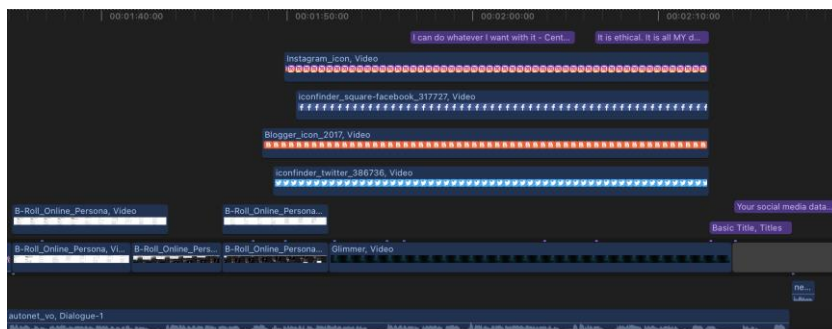 00:01:40:00 00:01:50:00 00:02:00:00 00:02:10:00
I can do whatever I want with it - Cent... It is ethical. It is all MY d...
Instagram_icon, Video
iconfinder_square-facebook_317727, Video
Blogger_icon_2017, Video
iconfinder_twitter_386736, Video
B-Roll_Online_Persona, Video B-Roll_Online_Persona... Your social media data...
Basic Title, Titles
B-Roll_Online_Persona, Vi... B-Roll_Online_Pers... B-Roll_Online_Persona... Glimmer, Video
ne...
autonet_vo, Dialogue-1